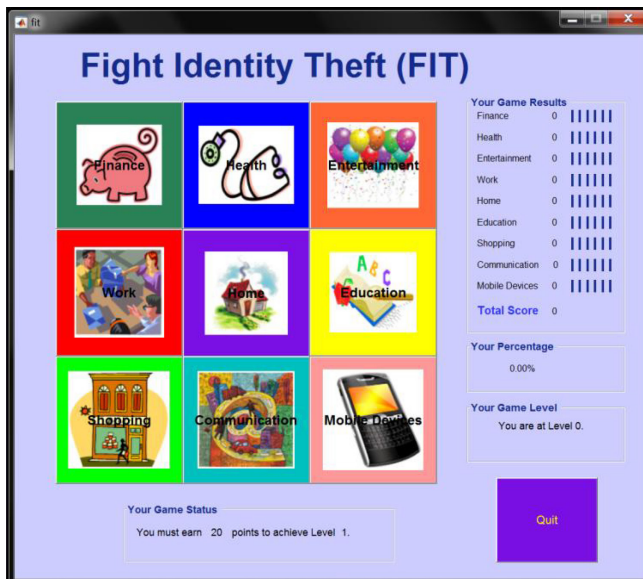 fit
Fight Identity Theft (FIT)
Finance
Health
Entertainment
Work
Home
Education
Shopping
Communication
Mobile Devices
A B C
Your Game Results
Finance 0
Health 0
Entertainment 0
Work 0
Home 0
Education 0
Shopping 0
Communication 0
Mobile Devices 0
Total Score 0
Your Percentage
0.00%
Your Game Level
You are at Level 0.
Your Game Status
You must earn 20 points to achieve Level 1.
Quit